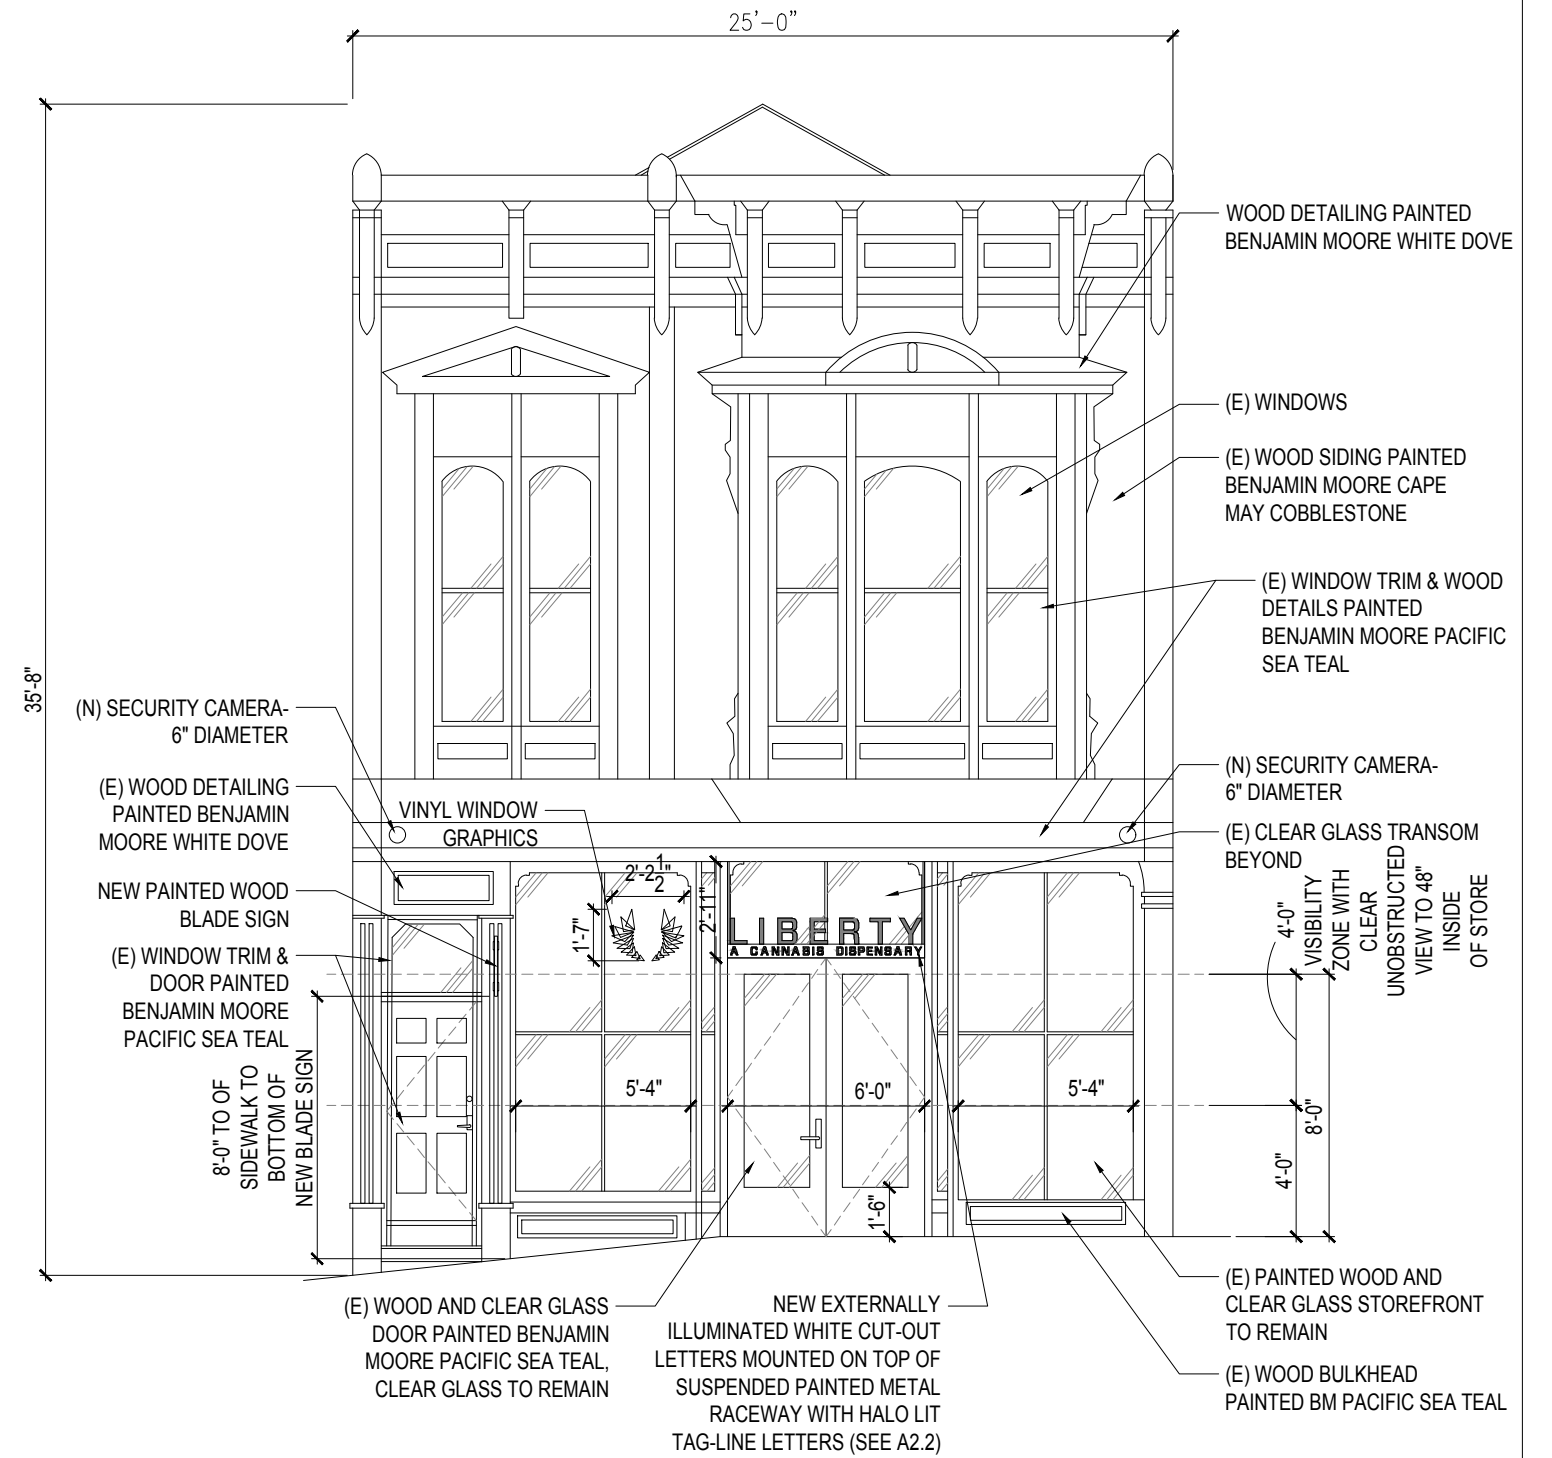 25'-0"
35'-8"
WOOD DETAILING PAINTED
BENJAMIN MOORE WHITE DOVE
(E) WINDOWS
(E) WOOD SIDING PAINTED
BENJAMIN MOORE CAPE
MAY COBBLESTONE
(E) WINDOW TRIM & WOOD
DETAILS PAINTED
BENJAMIN MOORE PACIFIC
SEA TEAL
(N) SECURITY CAMERA-
6" DIAMETER
(E) WOOD DETAILING
PAINTED BENJAMIN
MOORE WHITE DOVE
NEW PAINTED WOOD
BLADE SIGN
(E) WINDOW TRIM &
DOOR PAINTED
BENJAMIN MOORE
PACIFIC SEA TEAL
8'-0" TO OF
SIDEWALK TO
BOTTOM OF
NEW BLADE SIGN
VINYL WINDOW
GRAPHICS
2'-2 1/2"
1'-7"
2'-11"
LIBERTY
A CANNABIS DISPENSARY
(N) SECURITY CAMERA-
6" DIAMETER
(E) CLEAR GLASS TRANSOM
BEYOND
4'-0"
VISIBILITY
ZONE WITH
CLEAR
UNOBSTRUCTED
VIEW TO 48"
INSIDE
OF STORE
5'-4"
6'-0"
5'-4"
1'-6"
4'-0"
8'-0"
(E) WOOD AND CLEAR GLASS
DOOR PAINTED BENJAMIN
MOORE PACIFIC SEA TEAL,
CLEAR GLASS TO REMAIN
NEW EXTERNALLY
ILLUMINATED WHITE CUT-OUT
LETTERS MOUNTED ON TOP OF
SUSPENDED PAINTED METAL
RACEWAY WITH HALO LIT
TAG-LINE LETTERS (SEE A2.2)
(E) PAINTED WOOD AND
CLEAR GLASS STOREFRONT
TO REMAIN
(E) WOOD BULKHEAD
PAINTED BM PACIFIC SEA TEAL